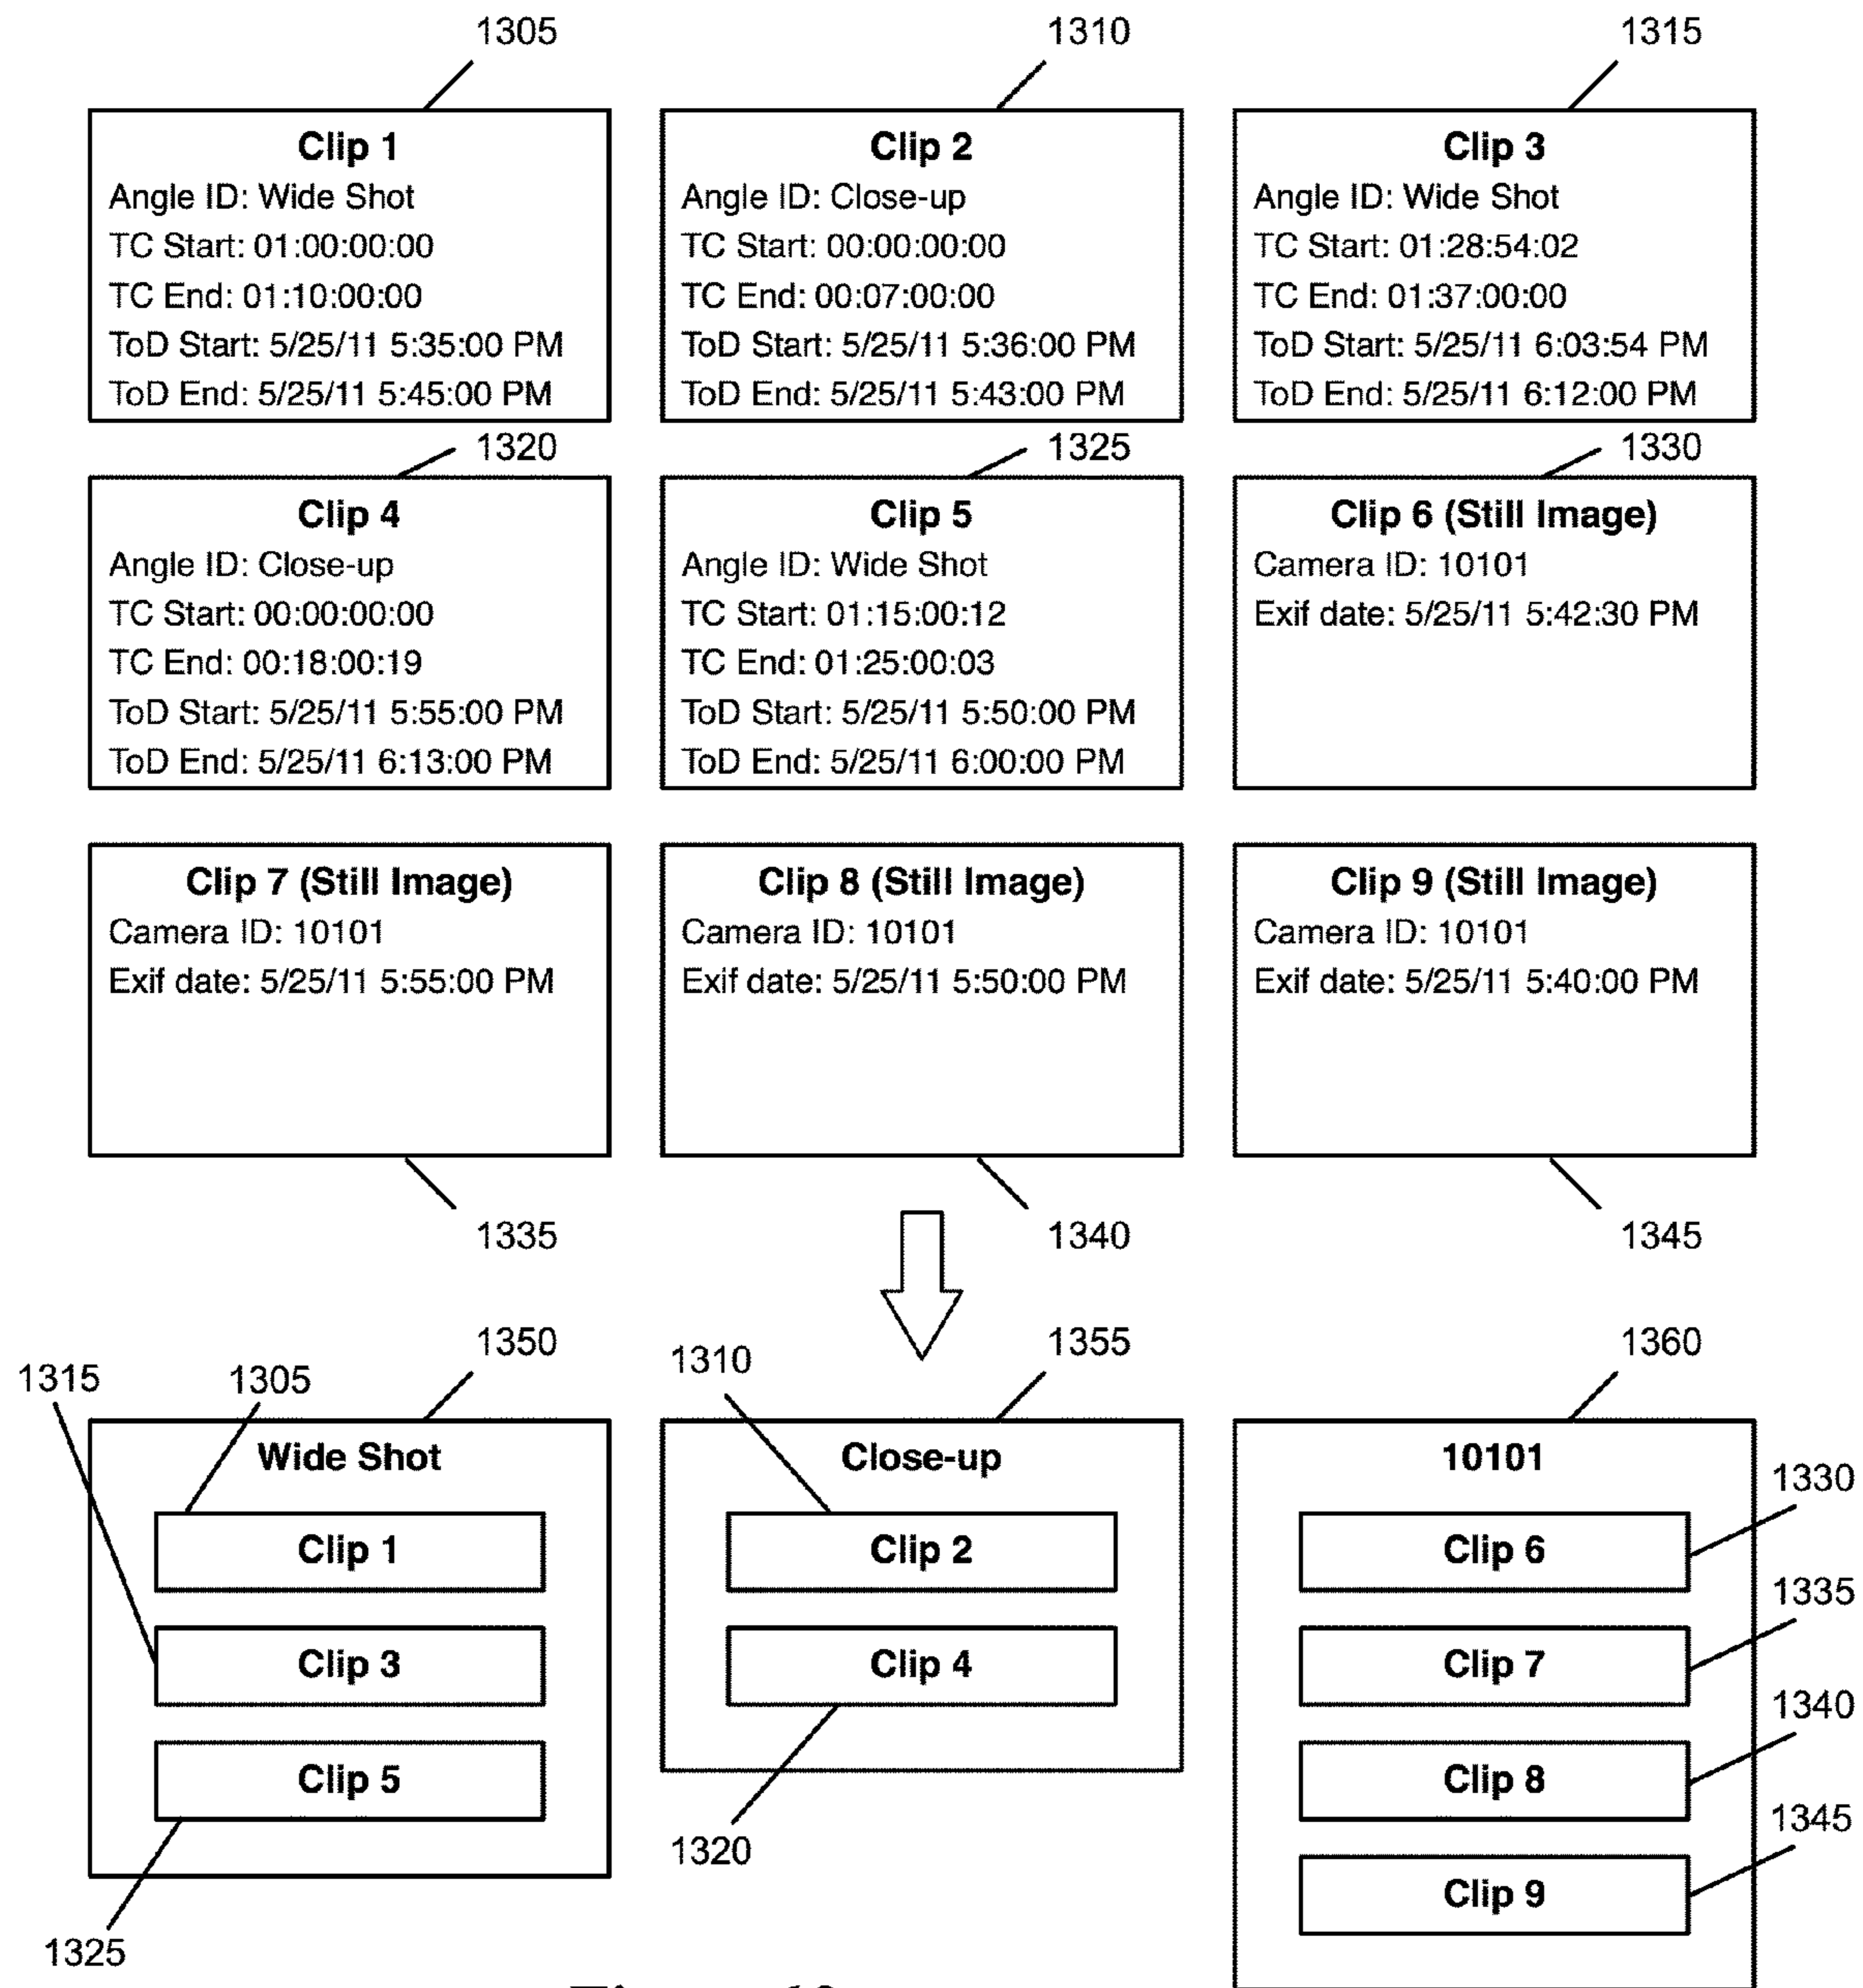 1305
1310
1315
Clip 1
Angle ID: Wide Shot
TC Start: 01:00:00:00
TC End: 01:10:00:00
ToD Start: 5/25/11 5:35:00 PM
ToD End: 5/25/11 5:45:00 PM
Clip 2
Angle ID: Close-up
TC Start: 00:00:00:00
TC End: 00:07:00:00
ToD Start: 5/25/11 5:36:00 PM
ToD End: 5/25/11 5:43:00 PM
Clip 3
Angle ID: Wide Shot
TC Start: 01:28:54:02
TC End: 01:37:00:00
ToD Start: 5/25/11 6:03:54 PM
ToD End: 5/25/11 6:12:00 PM
1320
1325
1330
Clip 4
Angle ID: Close-up
TC Start: 00:00:00:00
TC End: 00:18:00:19
ToD Start: 5/25/11 5:55:00 PM
ToD End: 5/25/11 6:13:00 PM
Clip 5
Angle ID: Wide Shot
TC Start: 01:15:00:12
TC End: 01:25:00:03
ToD Start: 5/25/11 5:50:00 PM
ToD End: 5/25/11 6:00:00 PM
Clip 6 (Still Image)
Camera ID: 10101
Exif date: 5/25/11 5:42:30 PM
Clip 7 (Still Image)
Camera ID: 10101
Exif date: 5/25/11 5:55:00 PM
Clip 8 (Still Image)
Camera ID: 10101
Exif date: 5/25/11 5:50:00 PM
Clip 9 (Still Image)
Camera ID: 10101
Exif date: 5/25/11 5:40:00 PM
1335
1340
1345
1350
1355
1360
1315
1305
1310
Wide Shot
Clip 1
Clip 3
Clip 5
1325
Close-up
Clip 2
Clip 4
1320
10101
1330
Clip 6
1335
Clip 7
1340
Clip 8
1345
Clip 9